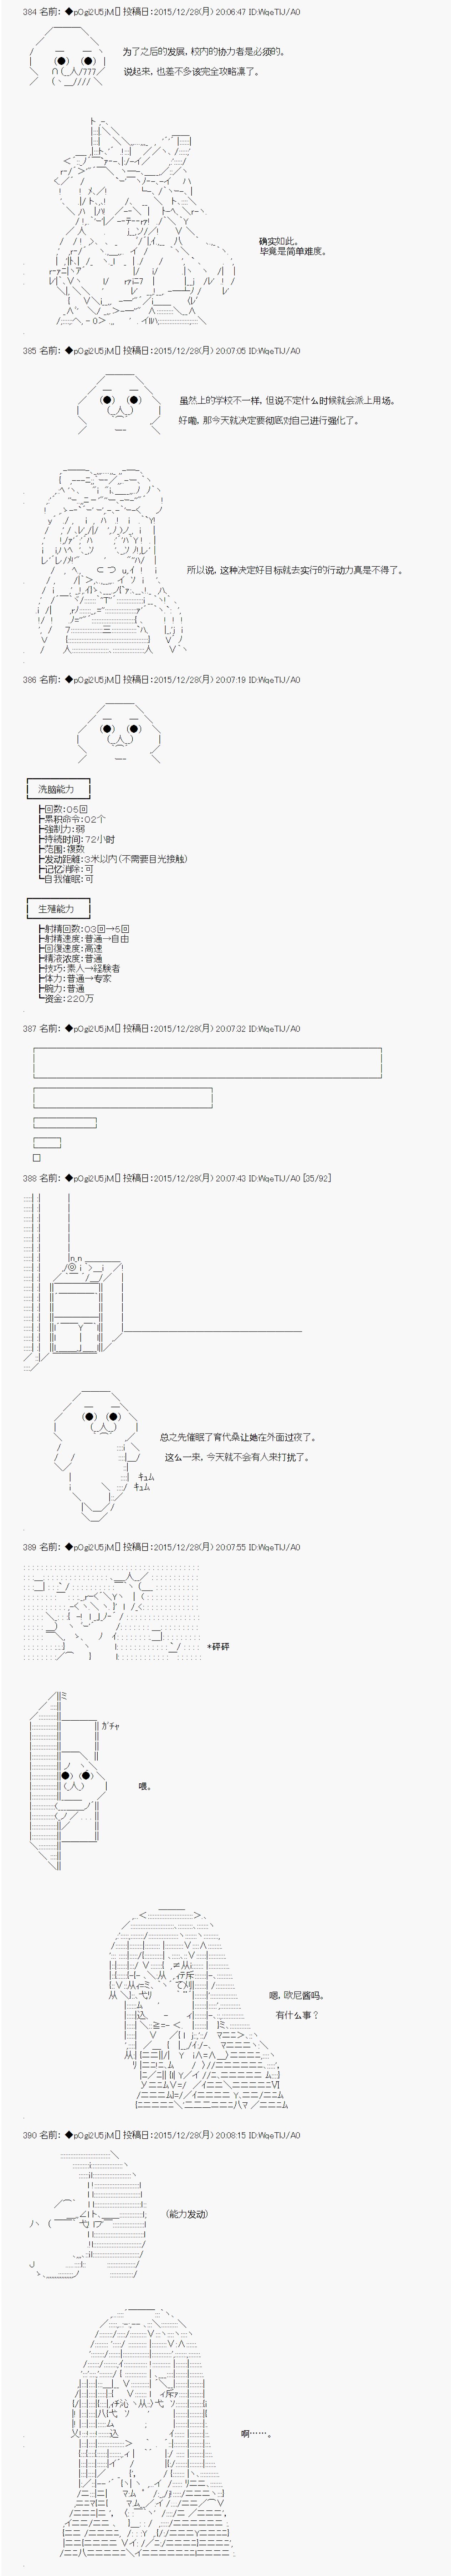 384 名前: ◆pOgi2U5jM[] 投稿日:2015/12/28(月) 20:06:47 ID:WqeTlJ/A0
为了之后的发展,校内的协力者是必须的。
说起来,也差不多该完全攻略凛了。
确实如此。
毕竟是简单难度。
385 名前: ◆pOgi2U5jM[] 投稿日:2015/12/28(月) 20:07:05 ID:WqeTlJ/A0
虽然上的学校不一样,但说不定什么时候就会派上用场。
好嘞,那今天就决定要彻底对自己进行强化了。
所以说,这种决定好目标就去实行的行动力真是不得了。
386 名前: ◆pOgi2U5jM[] 投稿日:2015/12/28(月) 20:07:19 ID:WqeTlJ/A0
洗脑能力
┣回数:05回
┣累积命令:02个
┣強制力:弱
┣持续时间:72小时
┣范围:複数
┣发动距離:3米以内(不需要目光接触)
┣记忆消除:可
┗自我催眠:可
生殖能力
┣射精回数:03回→5回
┣射精速度:普通→自由
┣回復速度:高速
┣精液浓度:普通
┣技巧:素人→経験者
┣体力:普通→专家
┣腕力:普通
┗资金:220万
387 名前: ◆pOgi2U5jM[] 投稿日:2015/12/28(月) 20:07:32 ID:WqeTlJ/A0
388 名前: ◆pOgi2U5jM[] 投稿日:2015/12/28(月) 20:07:43 ID:WqeTlJ/A0 [35/92]
总之先催眠了育代桑让她在外面过夜了。
这么一来,今天就不会有人来打扰了。
ｷｭﾑ
ｷｭﾑ
389 名前: ◆pOgi2U5jM[] 投稿日:2015/12/28(月) 20:07:55 ID:WqeTlJ/A0
*砰砰
ｶﾞﾁｬ
喂。
嗯,欧尼酱吗。
有什么事?
390 名前: ◆pOgi2U5jM[] 投稿日:2015/12/28(月) 20:08:15 ID:WqeTlJ/A0
(能力发动)
啊……。